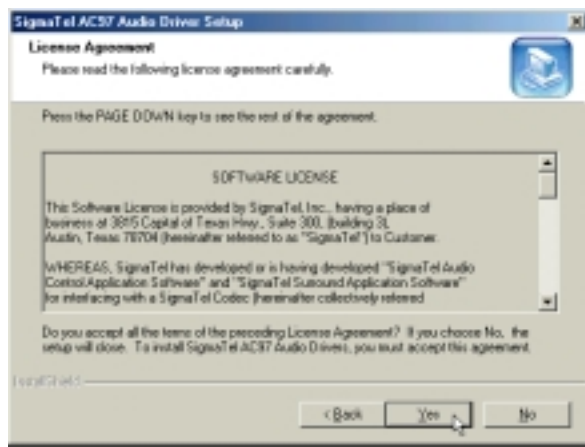 SigmaTel AC97 Audio Driver Setup
License Agreement
Please read the following license agreement carefully.
Press the PAGE DOWN key to see the rest of the agreement.
SOFTWARE LICENSE
This Software License is provided by SigmaTel, Inc., having a place of
business at 3815 Capital of Texas Hwy., Suite 300, (building 3),
Austin, Texas 78704 (hereinafter referred to as "SigmaTel") to Customer.
WHEREAS, SigmaTel has developed or is having developed "SigmaTel Audio
Control Application Software" and "SigmaTel Surround Application Software"
for interfacing with a SigmaTel Codec (hereinafter collectively referred
Do you accept all the terms of the preceding License Agreement? If you choose No, the
setup will close. To install SigmaTel AC97 Audio Drivers, you must accept this agreement.
InstallShield
< Back Yes No